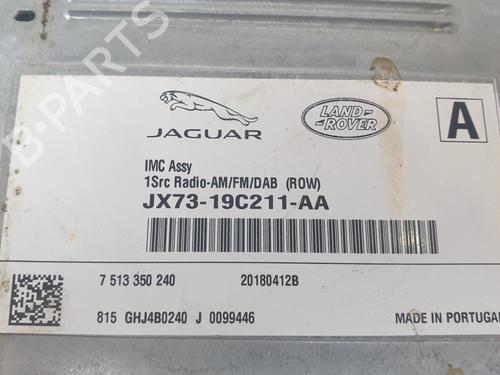 JAGUAR
LAND-
ROVER
A
IMC Assy
1Src Radio-AM/FM/DAB (ROW)
JX73-19C211-AA
7 513 350 240 20180412B
815 GHJ4B0240 J 0099446
MADE IN PORTUGAL
B-PARTS